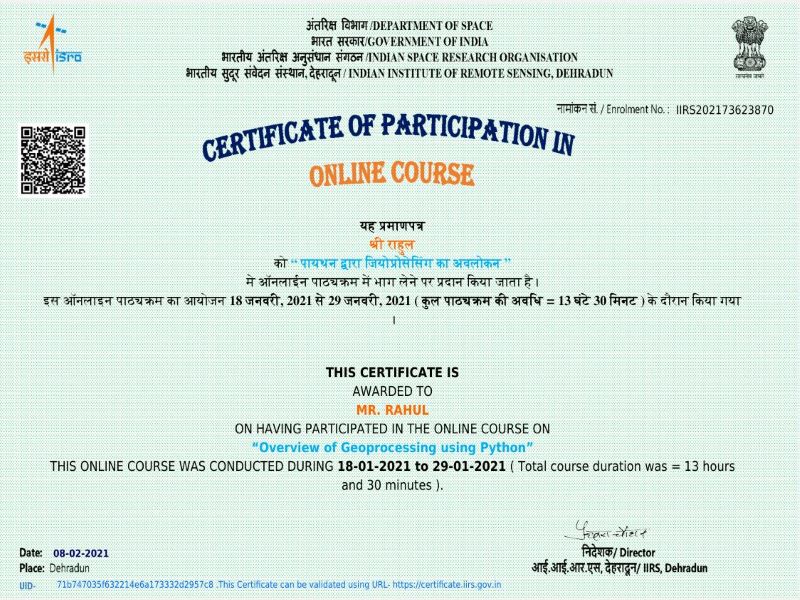 अंतरिक्ष विभाग /DEPARTMENT OF SPACE
भारत सरकार/GOVERNMENT OF INDIA
भारतीय अंतरिक्ष अनुसंधान संगठन /INDIAN SPACE RESEARCH ORGANISATION
भारतीय सुदूर संवेदन संस्थान, देहरादून / INDIAN INSTITUTE OF REMOTE SENSING, DEHRADUN
इसरो isro
सत्यमेव जयते
नामांकन सं. / Enrolment No. : IIRS202173623870
CERTIFICATE OF PARTICIPATION IN
ONLINE COURSE
यह प्रमाणपत्र
श्री राहुल
को “ पायथन द्वारा जियोप्रोसेसिंग का अवलोकन ”
मे ऑनलाईन पाठ्यक्रम में भाग लेने पर प्रदान किया जाता है।
इस ऑनलाइन पाठ्यक्रम का आयोजन 18 जनवरी, 2021 से 29 जनवरी, 2021 ( कुल पाठ्यक्रम की अवधि = 13 घंटे 30 मिनट ) के दौरान किया गया
।
THIS CERTIFICATE IS
AWARDED TO
MR. RAHUL
ON HAVING PARTICIPATED IN THE ONLINE COURSE ON
“Overview of Geoprocessing using Python”
THIS ONLINE COURSE WAS CONDUCTED DURING 18-01-2021 to 29-01-2021 ( Total course duration was = 13 hours
and 30 minutes ).
Date: 08-02-2021
Place: Dehradun
निदेशक/ Director
आई.आई.आर.एस, देहरादून/ IIRS, Dehradun
UID- 71b747035f632214e6a173332d2957c8 .This Certificate can be validated using URL- https://certificate.iirs.gov.in